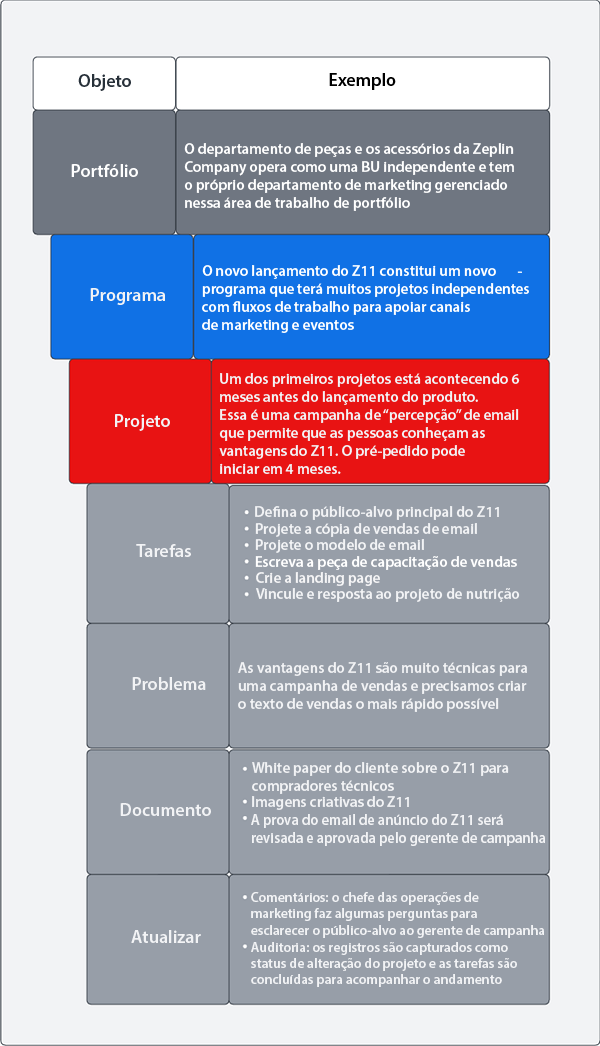 Objeto
Exemplo
Portfólio
O departamento de peças e os acessórios da Zeplin
Company opera como uma BU independente e tem
o próprio departamento de marketing gerenciado
nessa área de trabalho de portfólio
Programa
O novo lançamento do Z11 constitui um novo -
programa que terá muitos projetos independentes
com fluxos de trabalho para apoiar canais
de marketing e eventos
Projeto
Um dos primeiros projetos está acontecendo 6
meses antes do lançamento do produto.
Essa é uma campanha de “percepção” de email
que permite que as pessoas conheçam as
vantagens do Z11. O pré-pedido pode
iniciar em 4 meses.
Tarefas
• Defina o público-alvo principal do Z11
• Projete a cópia de vendas de email
• Projete o modelo de email
• Escreva a peça de capacitação de vendas
• Crie a landing page
• Vincule e resposta ao projeto de nutrição
Problema
As vantagens do Z11 são muito técnicas para
uma campanha de vendas e precisamos criar
o texto de vendas o mais rápido possível
Documento
• White paper do cliente sobre o Z11 para
compradores técnicos
• Imagens criativas do Z11
• A prova do email de anúncio do Z11 será
revisada e aprovada pelo gerente de campanha
Atualizar
• Comentários: o chefe das operações de
marketing faz algumas perguntas para
esclarecer o público-alvo ao gerente de campanha
• Auditoria: os registros são capturados como
status de alteração do projeto e as tarefas são
concluídas para acompanhar o andamento